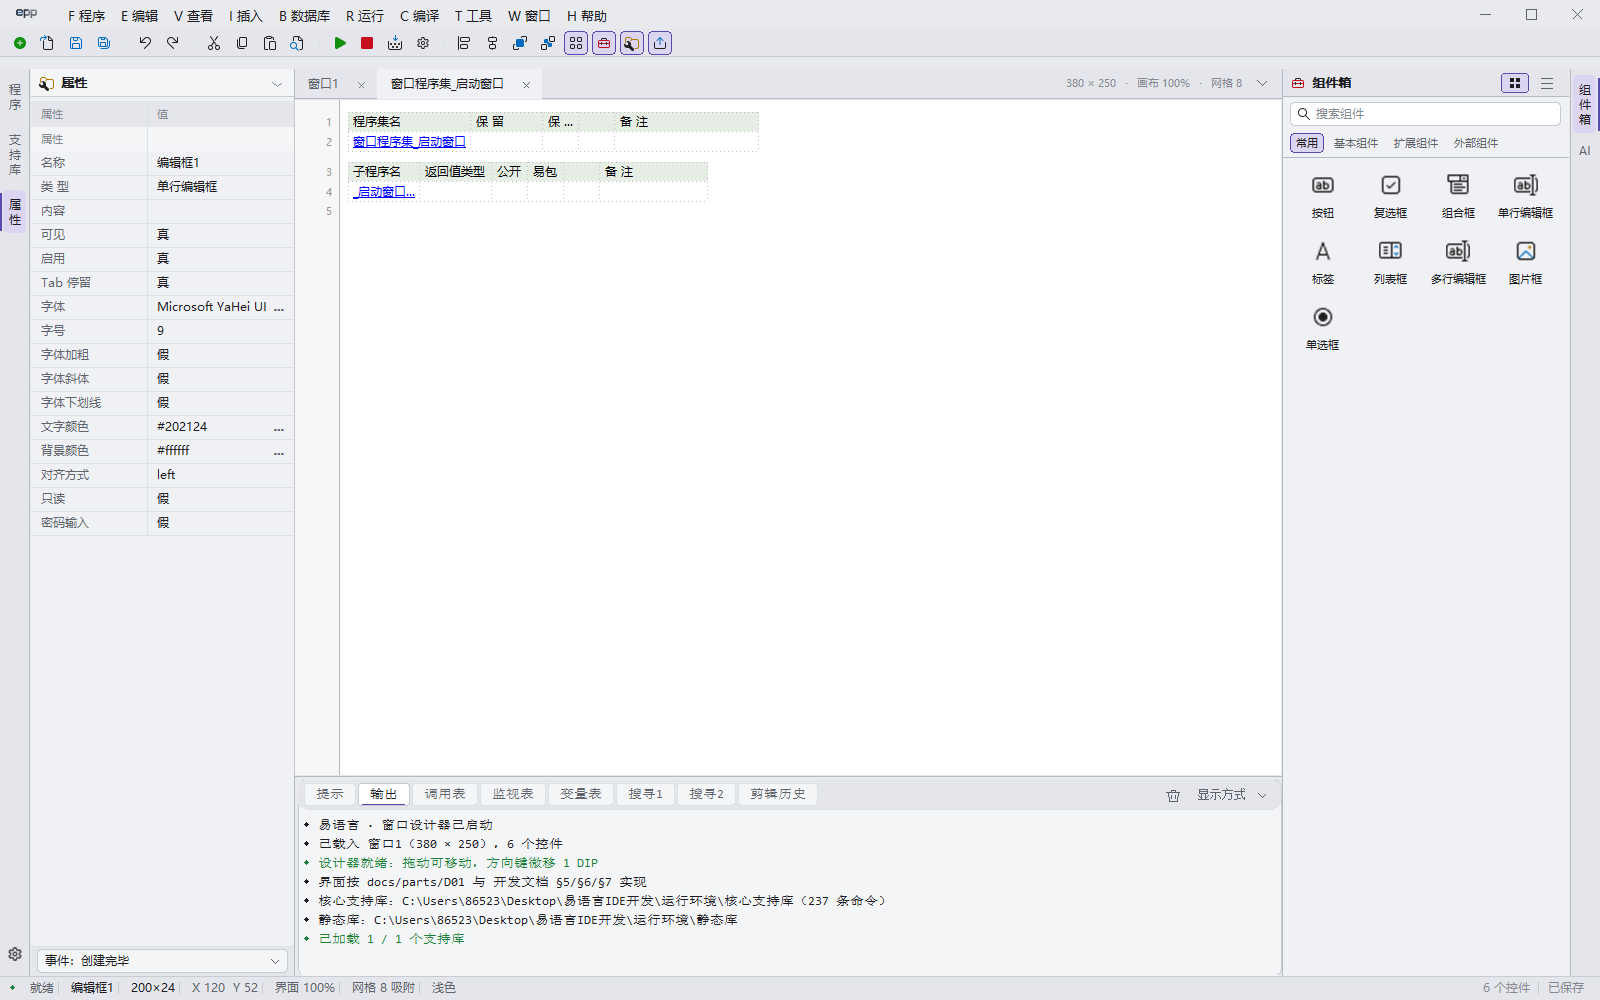 epp F 程序 E 编辑 V 查看 I 插入 B 数据库 R 运行 C 编译 T 工具 W 窗口 H 帮助
程序
支持库
属性
属性
属性 值
属性
名称 编辑框1
类 型 单行编辑框
内容
可见 真
启用 真
Tab 停留 真
字体 Microsoft YaHei UI ...
字号 9
字体加粗 假
字体斜体 假
字体下划线 假
文字颜色 #202124 ...
背景颜色 #ffffff ...
对齐方式 left
只读 假
密码输入 假
事件: 创建完毕
窗口1 × 窗口程序集_启动窗口 × 380 × 250 · 画布 100% · 网格 8
1 程序集名 保 留 保 ... 备 注
2 窗口程序集_启动窗口
3 子程序名 返回值类型 公开 易包 备 注
4 _启动窗口...
5
提示 输出 调用表 监视表 变量表 搜寻1 搜寻2 剪辑历史 显示方式
易语言 · 窗口设计器已启动
已载入 窗口1（380 × 250），6 个控件
设计器就绪: 拖动可移动，方向键微移 1 DIP
界面按 docs/parts/D01 与 开发文档 §5/§6/§7 实现
核心支持库: C:\Users\86523\Desktop\易语言IDE开发\运行环境\核心支持库（237 条命令）
静态库: C:\Users\86523\Desktop\易语言IDE开发\运行环境\静态库
已加载 1 / 1 个支持库
组件箱
搜索组件
常用 基本组件 扩展组件 外部组件
按钮 复选框 组合框 单行编辑框
标签 列表框 多行编辑框 图片框
单选框
组件箱
AI
就绪 编辑框1 200×24 X 120 Y 52 界面 100% 网格 8 吸附 浅色 6 个控件 已保存